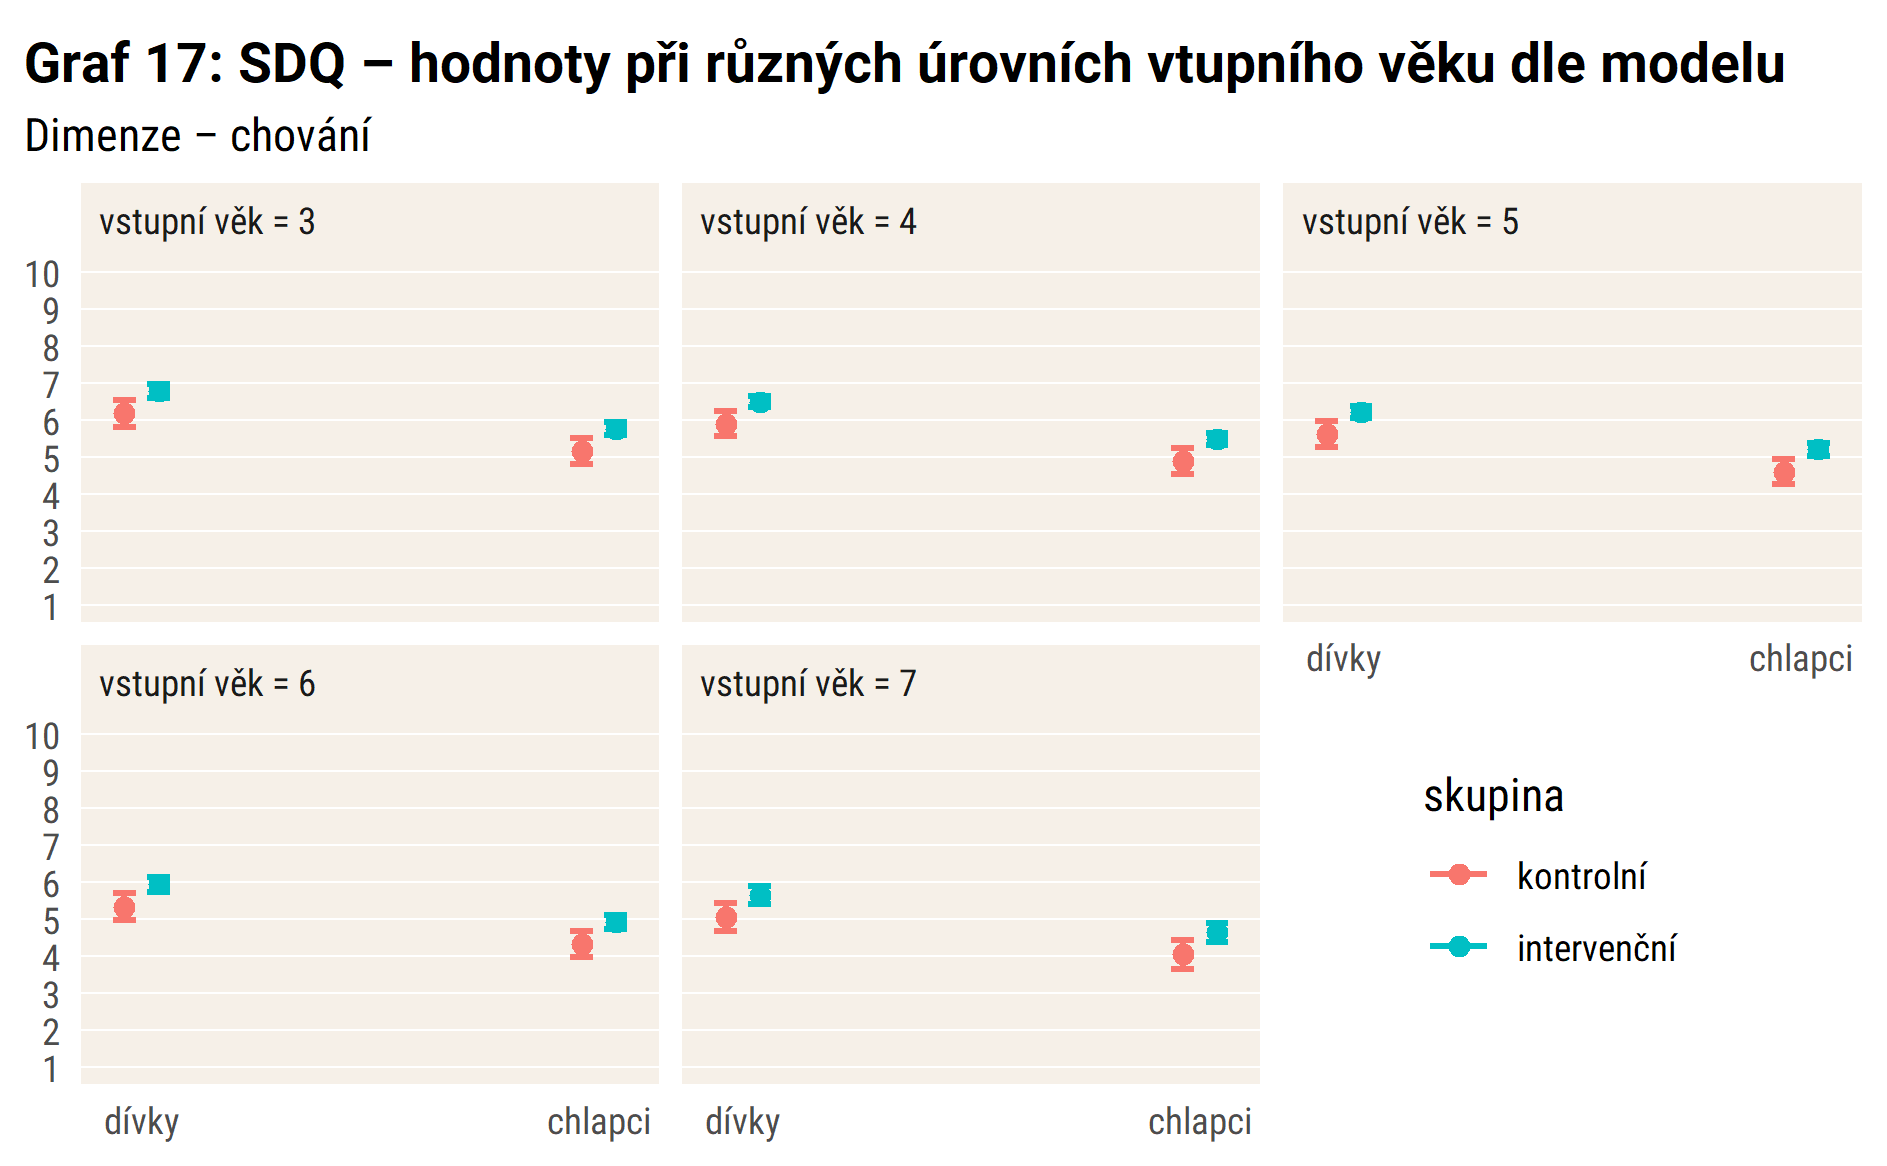 Graf 17: SDQ – hodnoty při různých úrovních vtupního věku dle modelu
Dimenze – chování
vstupní věk = 3
vstupní věk = 4
vstupní věk = 5
10
9
8
7
6
5
4
3
2
1
dívky
chlapci
vstupní věk = 6
vstupní věk = 7
10
9
8
7
6
5
4
3
2
1
dívky
chlapci
dívky
chlapci
skupina
kontrolní
intervenční